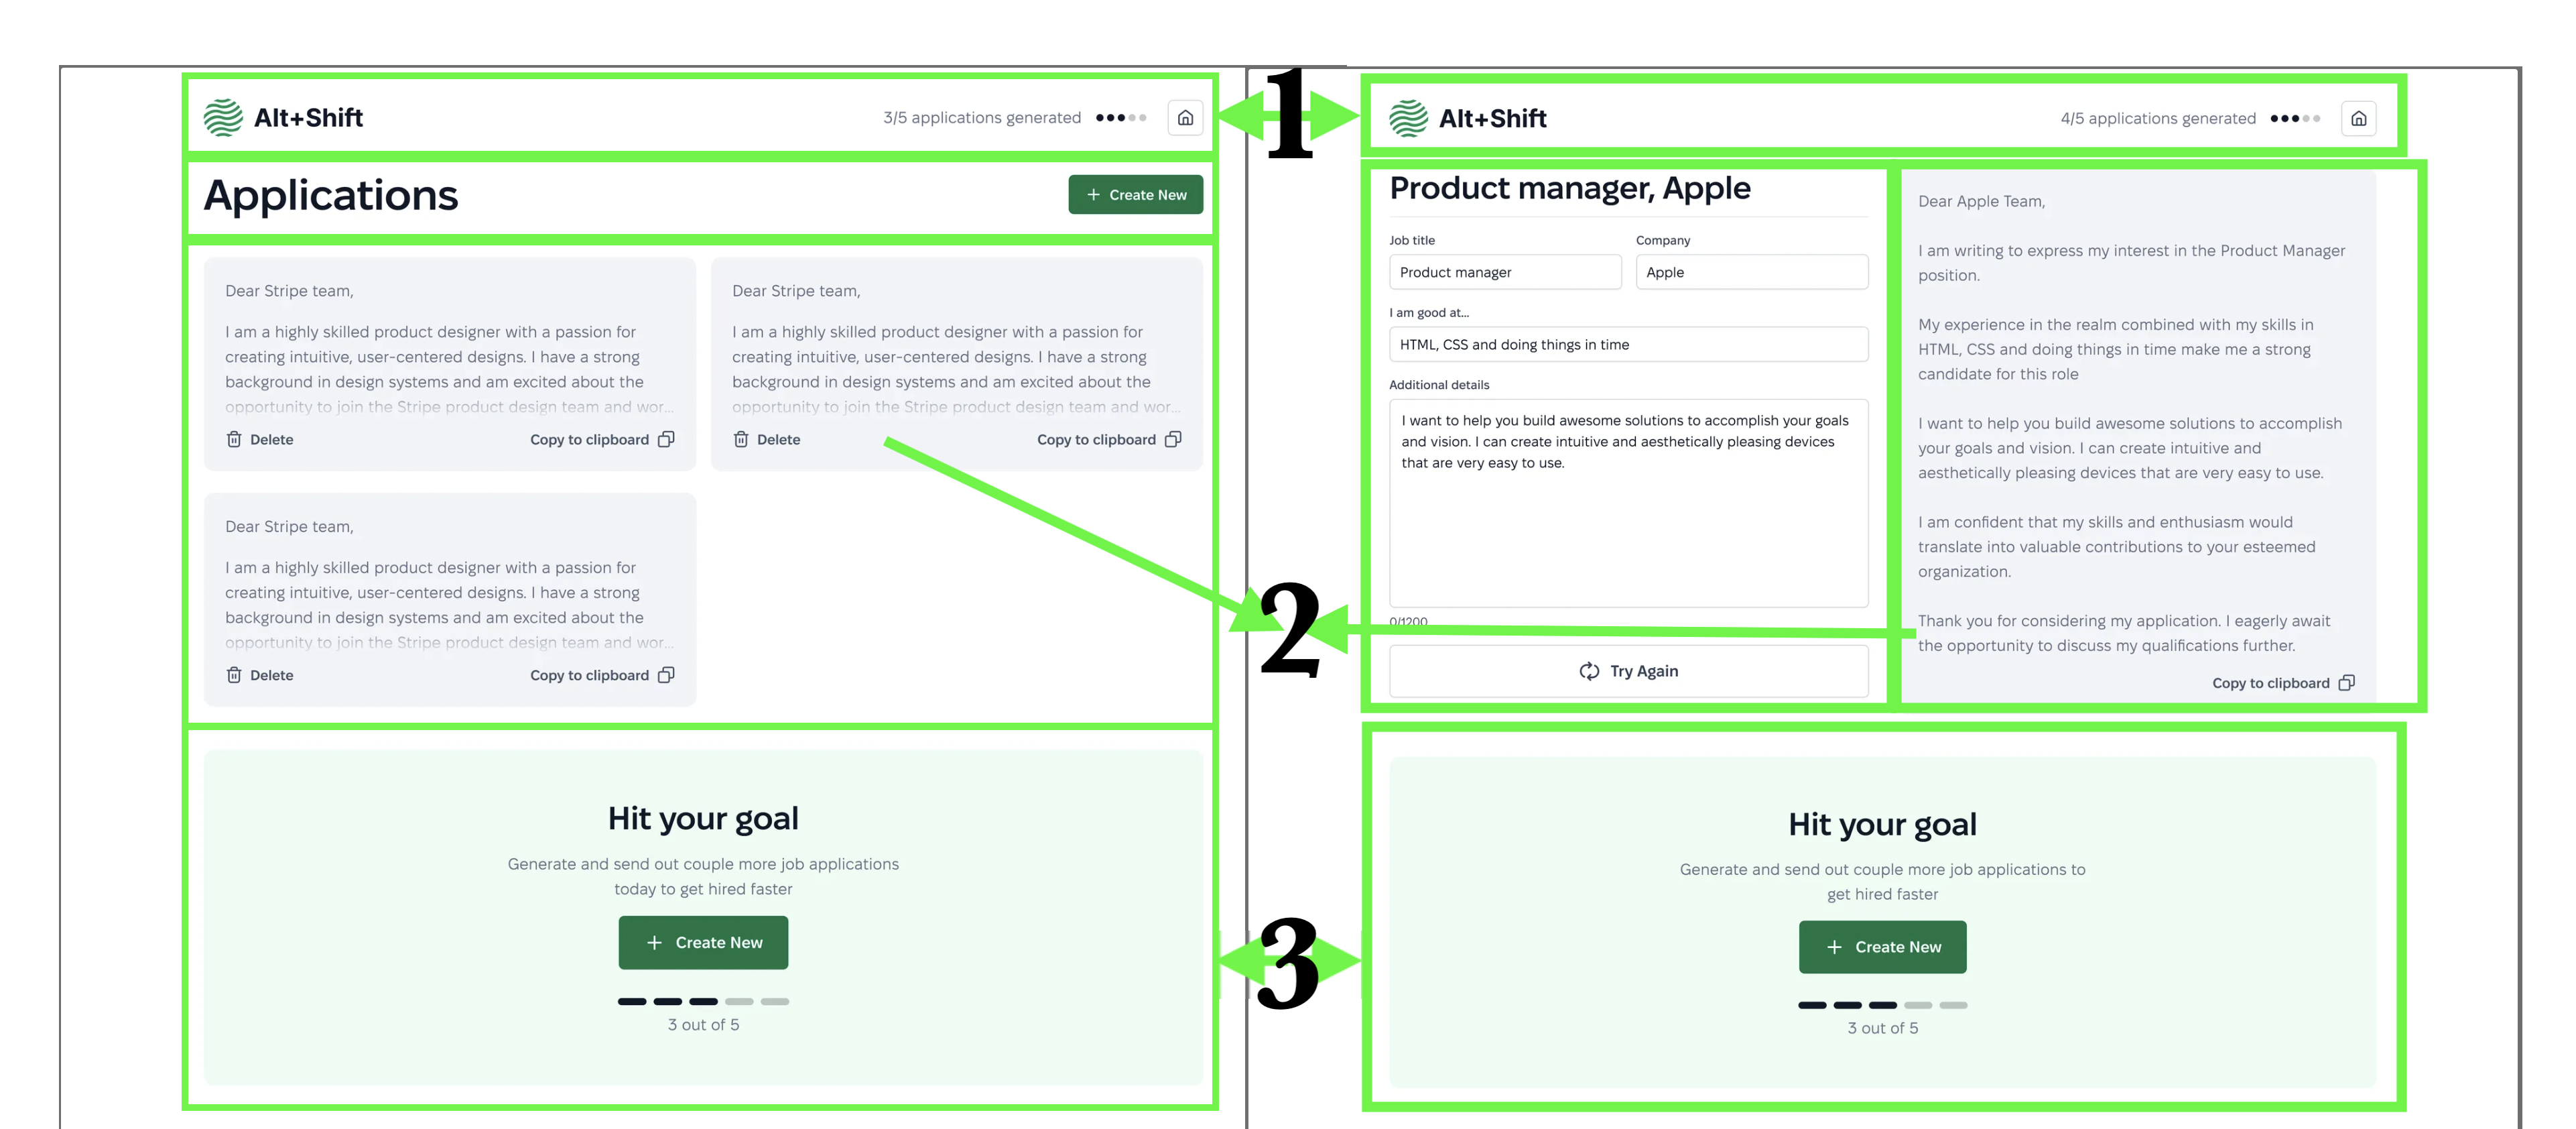 Alt+Shift
3/5 applications generated
1
Alt+Shift
4/5 applications generated
Applications
+ Create New
Dear Stripe team,
I am a highly skilled product designer with a passion for
creating intuitive, user-centered designs. I have a strong
background in design systems and am excited about the
opportunity to join the Stripe product design team and wor...
Delete
Copy to clipboard
Dear Stripe team,
I am a highly skilled product designer with a passion for
creating intuitive, user-centered designs. I have a strong
background in design systems and am excited about the
opportunity to join the Stripe product design team and wor...
Delete
Copy to clipboard
Dear Stripe team,
I am a highly skilled product designer with a passion for
creating intuitive, user-centered designs. I have a strong
background in design systems and am excited about the
opportunity to join the Stripe product design team and wor...
Delete
Copy to clipboard
2
Product manager, Apple
Job title
Company
Product manager
Apple
I am good at...
HTML, CSS and doing things in time
Additional details
I want to help you build awesome solutions to accomplish your goals
and vision. I can create intuitive and aesthetically pleasing devices
that are very easy to use.
0/1200
Try Again
Dear Apple Team,
I am writing to express my interest in the Product Manager
position.
My experience in the realm combined with my skills in
HTML, CSS and doing things in time make me a strong
candidate for this role
I want to help you build awesome solutions to accomplish
your goals and vision. I can create intuitive and
aesthetically pleasing devices that are very easy to use.
I am confident that my skills and enthusiasm would
translate into valuable contributions to your esteemed
organization.
Thank you for considering my application. I eagerly await
the opportunity to discuss my qualifications further.
Copy to clipboard
Hit your goal
Generate and send out couple more job applications
today to get hired faster
+ Create New
3 out of 5
3
Hit your goal
Generate and send out couple more job applications to
get hired faster
+ Create New
3 out of 5